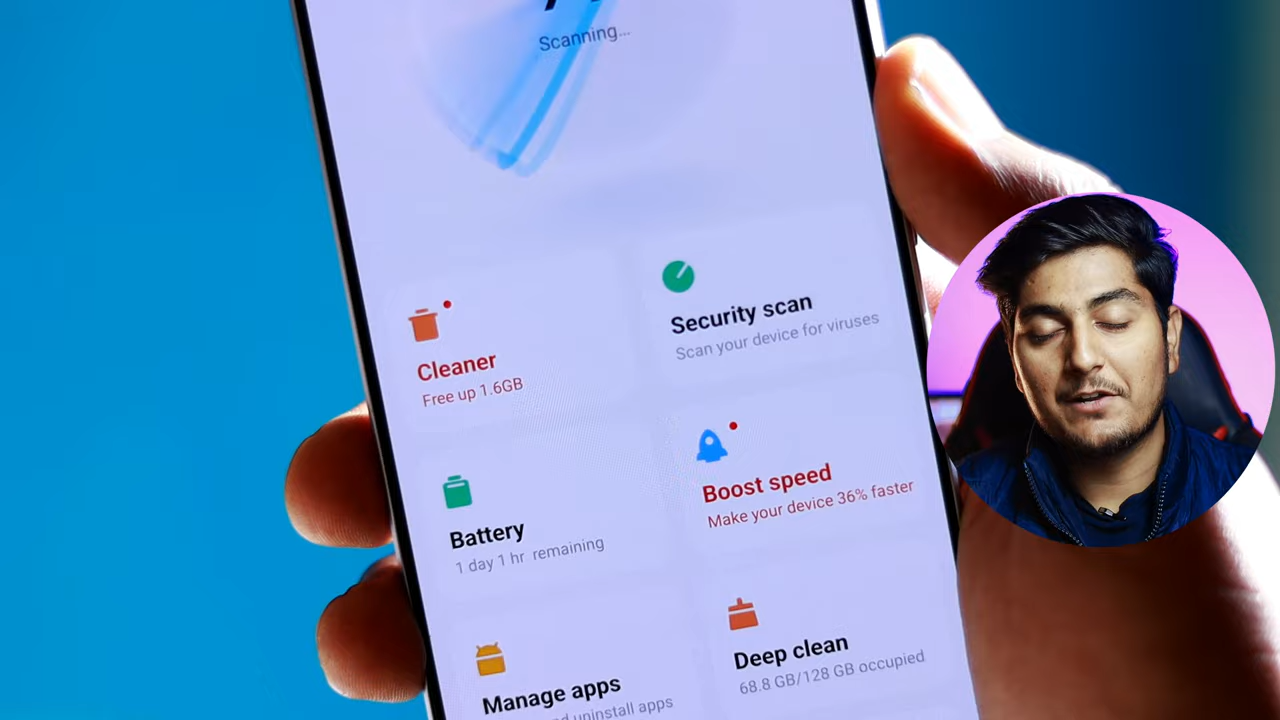 Scanning...
Cleaner
Free up 1.6GB
Security scan
Scan your device for viruses
Battery
1 day 1 hr remaining
Boost speed
Make your device 36% faster
Manage apps
uninstall apps
Deep clean
68.8 GB/128 GB occupied